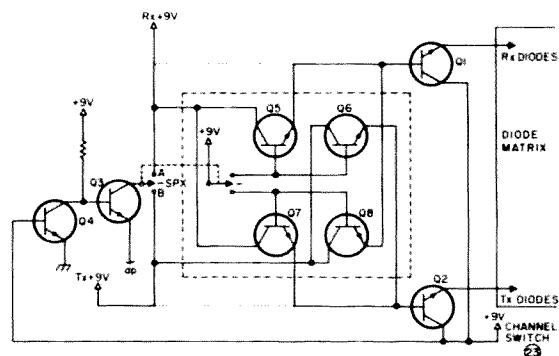 Rx+9V
Q1
Rx DIODES
DIODE
MATRIX
+9V
Q5
Q6
+9V
A
SPX
B
Q3
Q4
Q7
Q8
Q2
Tx+9V
Tx DIODES
+9V
CHANNEL
SWITCH
23